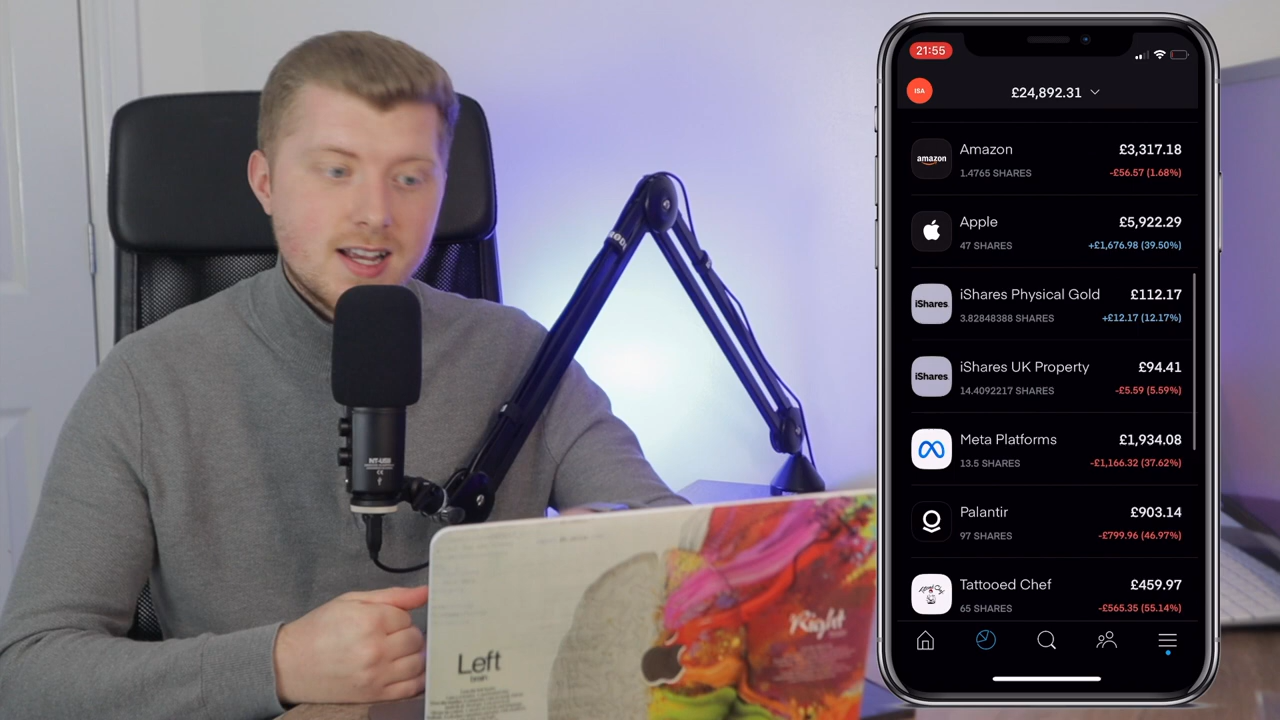 21:55
ISA
£24,892.31
amazon
Amazon
£3,317.18
1.4765 SHARES
-£56.57 (1.68%)
Apple
£5,922.29
47 SHARES
+£1,676.98 (39.50%)
iShares
iShares Physical Gold
£112.17
3.82848388 SHARES
+£12.17 (12.17%)
iShares
iShares UK Property
£94.41
14.4092217 SHARES
-£5.59 (5.59%)
Meta Platforms
£1,934.08
13.5 SHARES
-£1,166.32 (37.62%)
Palantir
£903.14
97 SHARES
-£799.96 (46.97%)
Tattooed Chef
£459.97
65 SHARES
-£565.35 (55.14%)
NT-USB
Left
brain
Right